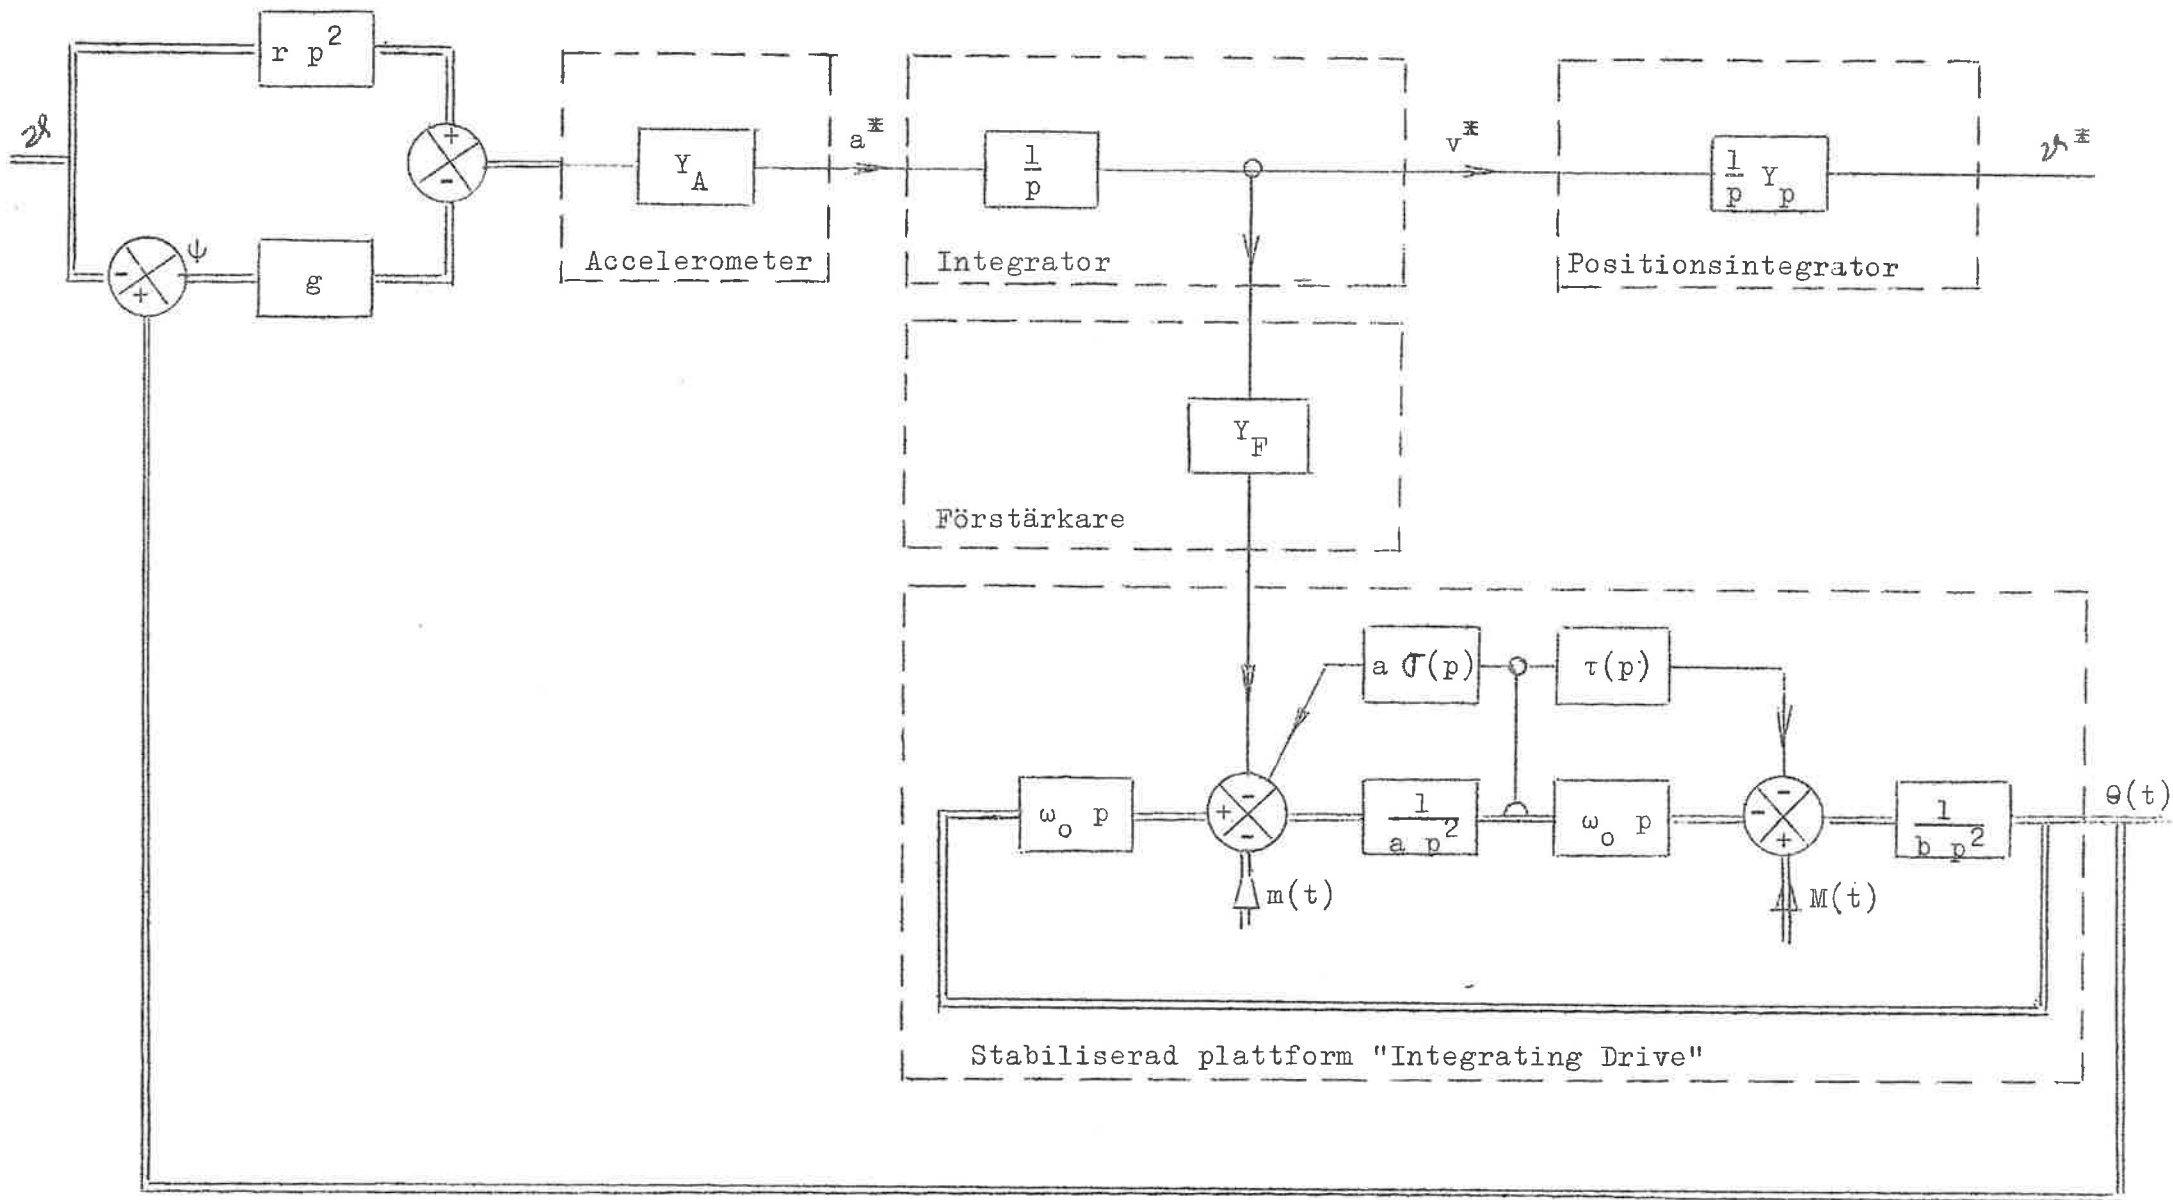 r p²
ϑ
+
-
Y_A
a*
1/p
v*
1/p Y_p
ϑ*
Accelerometer
Integrator
Positionsintegrator
-
ψ
+
g
Y_F
Förstärkare
a σ(p)
τ(p)
ω_o p
+
-
-
1/(a p²)
ω_o p
-
-
+
1/(b p²)
θ(t)
m(t)
M(t)
Stabiliserad plattform "Integrating Drive"